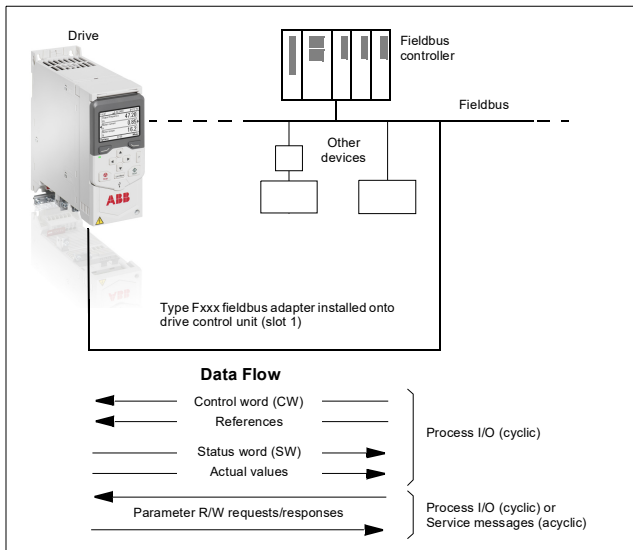 Drive
Fieldbus
controller
Fieldbus
Other
devices
ABB
Type Fxxx fieldbus adapter installed onto
drive control unit (slot 1)
Data Flow
Control word (CW)
References
Process I/O (cyclic)
Status word (SW)
Actual values
Parameter R/W requests/responses
Process I/O (cyclic) or
Service messages (acyclic)